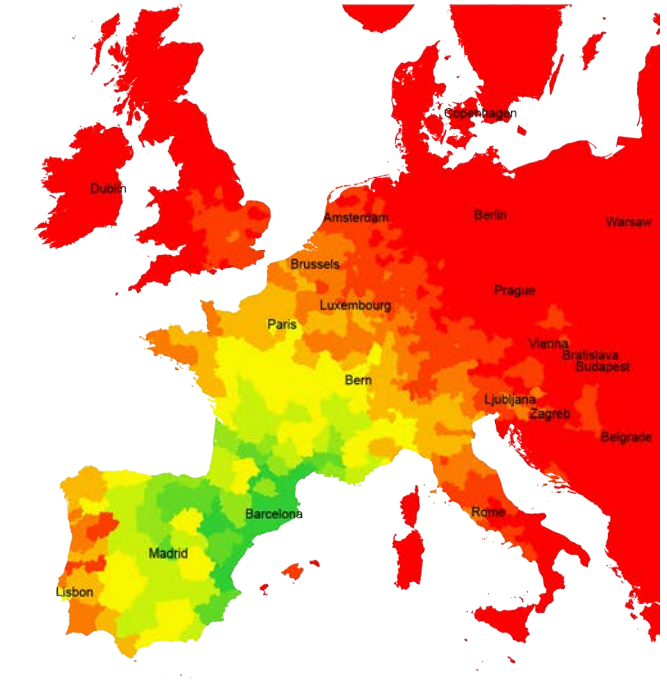 Copenhagen
Dublin
Amsterdam
Berlin
Warsaw
Brussels
Prague
Luxembourg
Paris
Vienna
Bratislava
Budapest
Bern
Ljubljana
Zagreb
Belgrade
Rome
Barcelona
Madrid
Lisbon